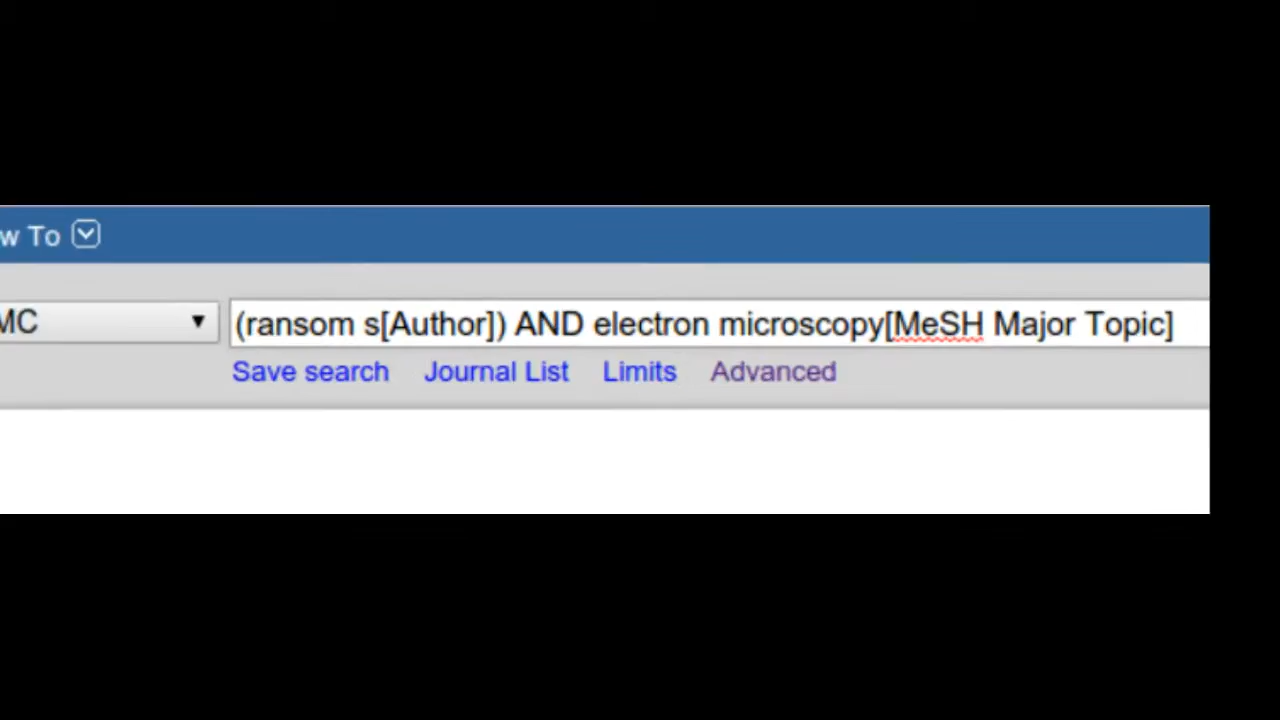 w To
MC
(ransom s[Author]) AND electron microscopy[MeSH Major Topic]
Save search Journal List Limits Advanced